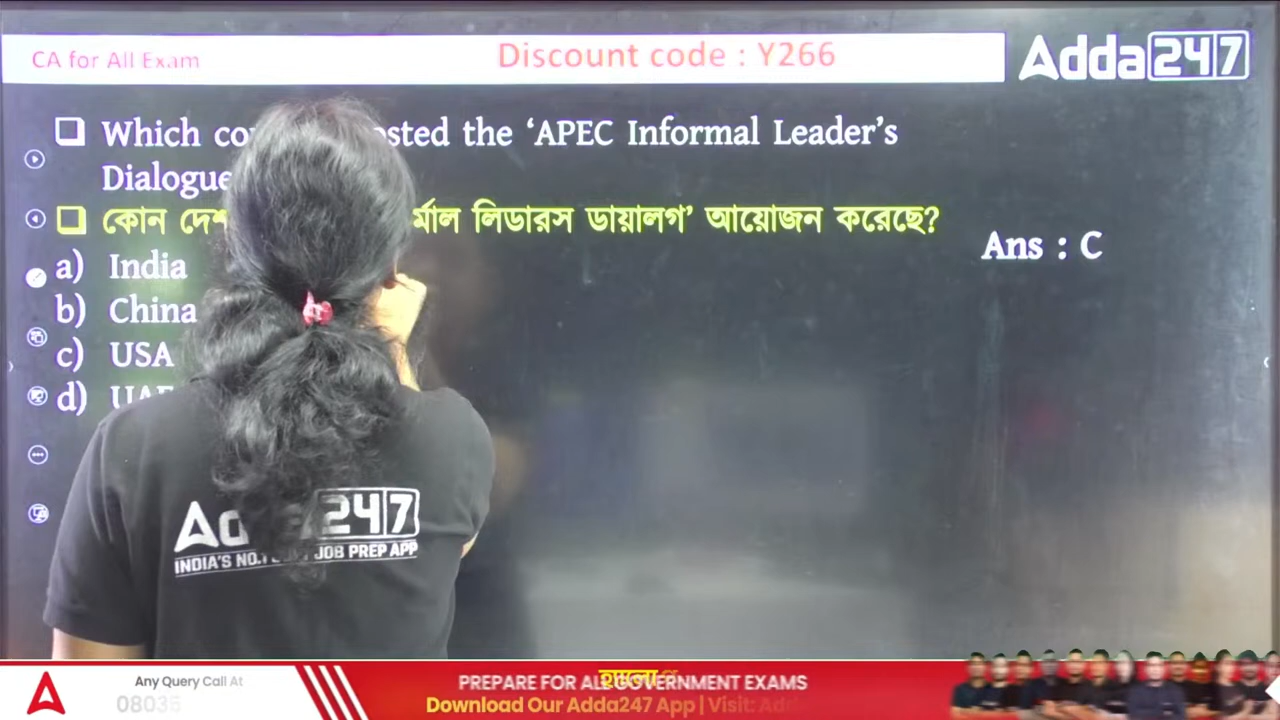 CA for All Exam
Discount code : Y266
Adda247
Which osted the ‘APEC Informal Leader’s
Dialogue
কোন লিডারস ডায়ালগ’ আয়োজন করেছে?
Ans : C
a) India
b) China
c) USA
d)
247
INDIA'S NO.1 JOB PREP APP
Any Query Call At
PREPARE FOR ALL GOVERNMENT EXAMS
Download Our Adda247 App | Visit: